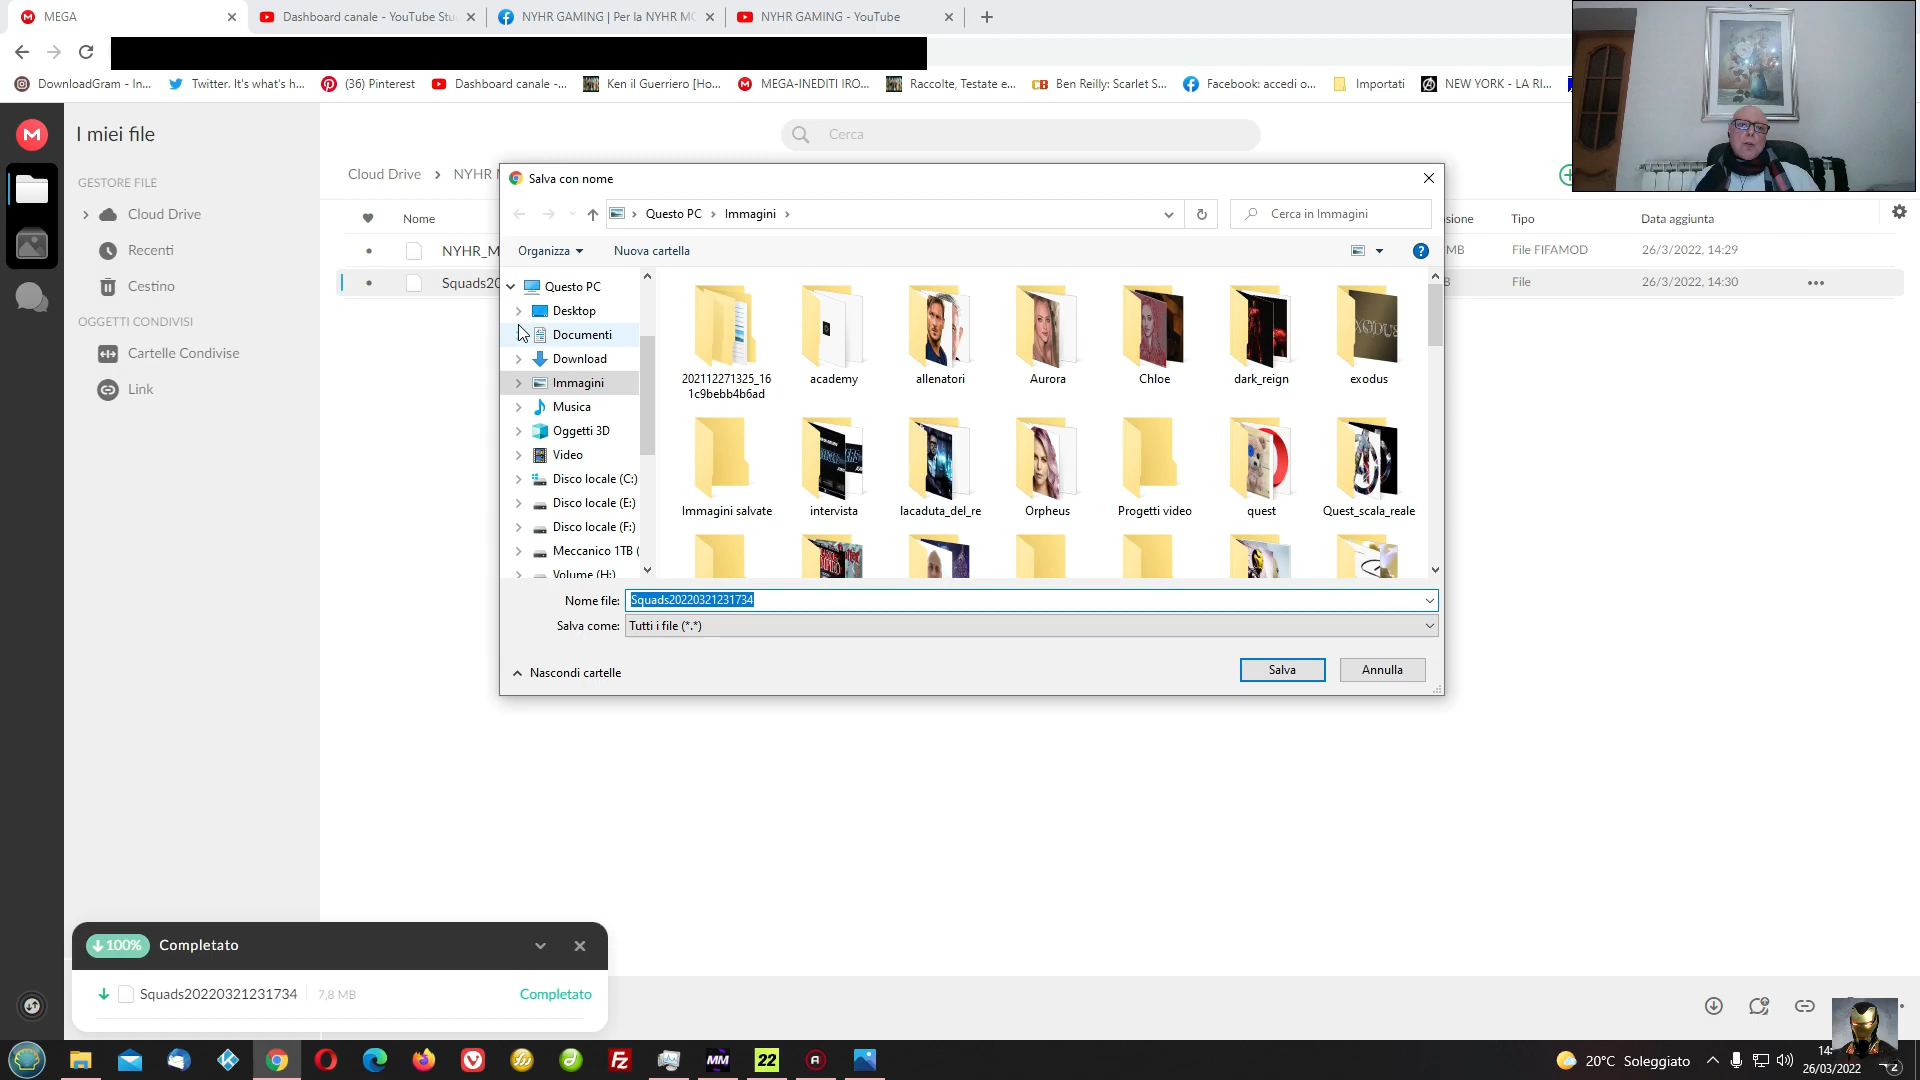 MEGA
Dashboard canale - YouTube Stu
NYHR GAMING | Per la NYHR MO
NYHR GAMING - YouTube
DownloadGram - In...
Twitter. It's what's h...
(36) Pinterest
Dashboard canale -...
Ken il Guerriero [Ho...
MEGA-INEDITI IRO...
Raccolte, Testate e...
Ben Reilly: Scarlet S...
Facebook: accedi o...
Importati
NEW YORK - LA RI...
I miei file
Cerca
GESTORE FILE
Cloud Drive
Recenti
Cestino
OGGETTI CONDIVISI
Cartelle Condivise
Link
Cloud Drive > NYHR
Nome
sione
Tipo
Data aggiunta
NYHR_M
MB
File FIFAMOD
26/3/2022, 14:29
Squads20
B
File
26/3/2022, 14:30
Salva con nome
Questo PC > Immagini >
Cerca in Immagini
Organizza
Nuova cartella
Questo PC
Desktop
Documenti
Download
Immagini
Musica
Oggetti 3D
Video
Disco locale (C:)
Disco locale (E:)
Disco locale (F:)
Meccanico 1TB (
Volume (H:)
202112271325_16
1c9bebb4b6ad
academy
allenatori
Aurora
Chloe
dark_reign
exodus
Immagini salvate
intervista
lacaduta_del_re
Orpheus
Progetti video
quest
Quest_scala_reale
Nome file:
Squads20220321231734
Salva come:
Tutti i file (*.*)
Nascondi cartelle
Salva
Annulla
100%
Completato
Squads20220321231734
7,8 MB
Completato
MM
22
20°C Soleggiato
14:
26/03/2022
2